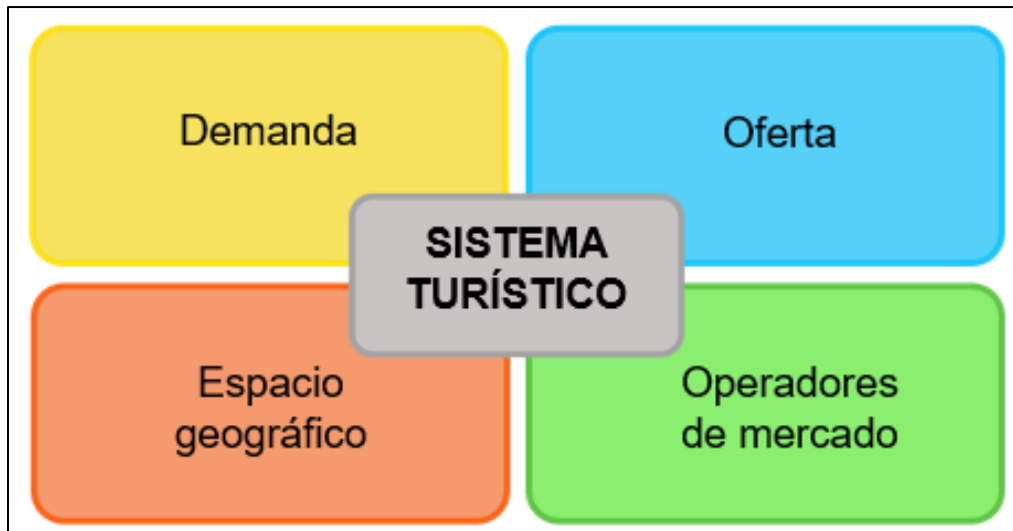 Demanda
Oferta
SISTEMA
TURÍSTICO
Espacio
geográfico
Operadores
de mercado